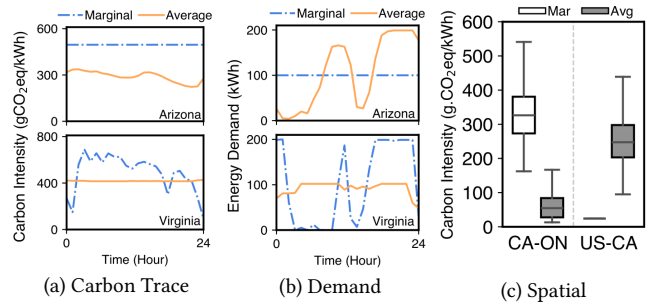 Marginal Average
Carbon Intensity (gCO2eq/kWh)
600
300
0
Arizona
800
400
0
Virginia
0 24
Time (Hour)
(a) Carbon Trace
Marginal Average
Energy Demand (kWh)
200
100
0
Arizona
200
100
0
Virginia
0 24
Time (Hour)
(b) Demand
Mar Avg
Carbon Intensity (g.CO2eq/kWh)
600
500
400
300
200
100
0
CA-ON US-CA
(c) Spatial